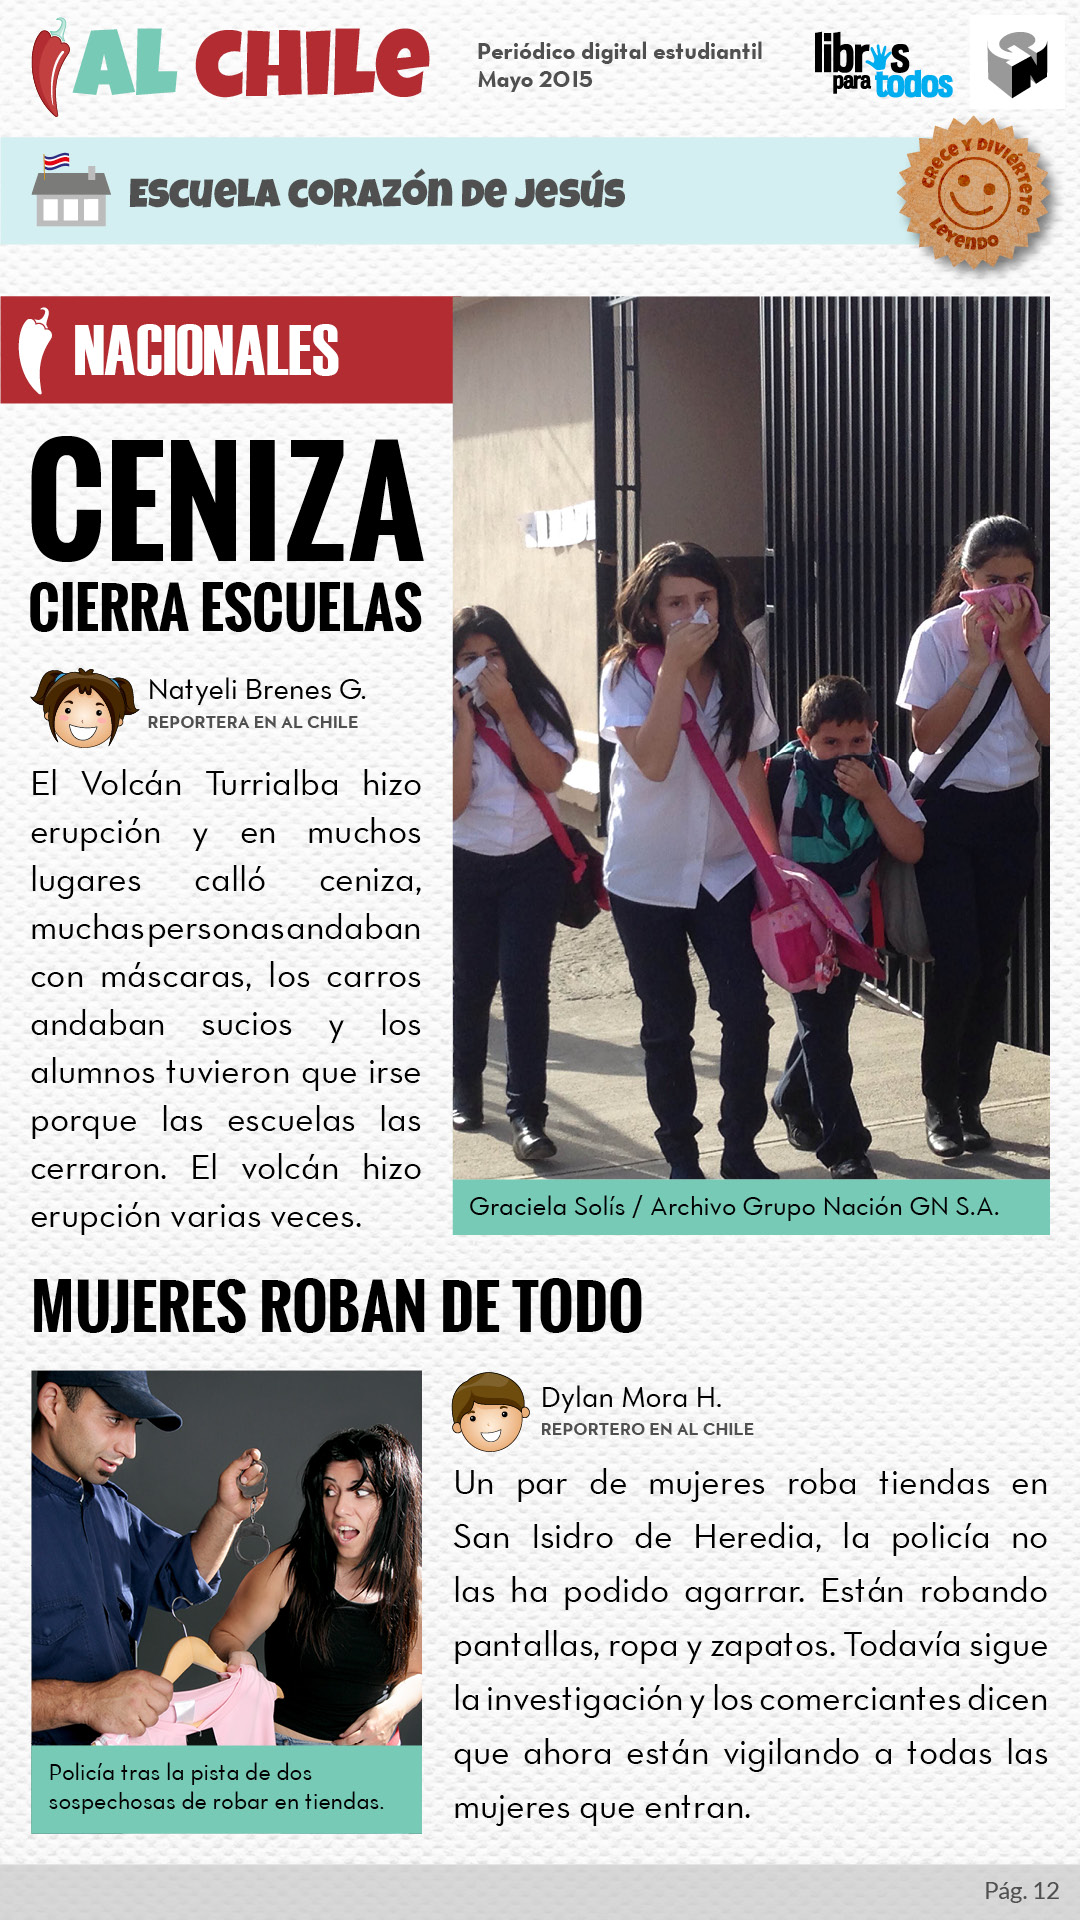 AL CHILE
Periódico digital estudiantil
Mayo 2015
libros
para todos
GN
Escuela Corazón de Jesús
CRECE Y DIVIÉRTETE
LEYENDO
NACIONALES
CENIZA
CIERRA ESCUELAS
Natyeli Brenes G.
REPORTERA EN AL CHILE
El Volcán Turrialba hizo
erupción y en muchos
lugares calló ceniza,
muchas personas andaban
con máscaras, los carros
andaban sucios y los
alumnos tuvieron que irse
porque las escuelas las
cerraron. El volcán hizo
erupción varias veces.
Graciela Solís / Archivo Grupo Nación GN S.A.
MUJERES ROBAN DE TODO
Policía tras la pista de dos
sospechosas de robar en tiendas.
Dylan Mora H.
REPORTERO EN AL CHILE
Un par de mujeres roba tiendas en
San Isidro de Heredia, la policía no
las ha podido agarrar. Están robando
pantallas, ropa y zapatos. Todavía sigue
la investigación y los comerciantes dicen
que ahora están vigilando a todas las
mujeres que entran.
Pág. 12